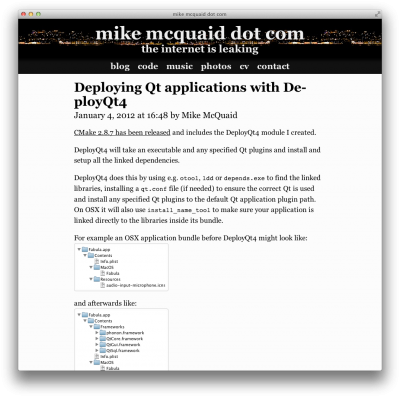 mike mcquaid dot com
mike mcquaid dot com
the internet is leaking
blog code music photos cv contact
Deploying Qt applications with De-
ployQt4
January 4, 2012 at 16:48 by Mike McQuaid
CMake 2.8.7 has been released and includes the DeployQt4 module I created.
DeployQt4 will take an executable and any specified Qt plugins and install and
setup all the linked dependencies.
DeployQt4 does this by using e.g. otool, ldd or depends.exe to find the linked
libraries, installing a qt.conf file (if needed) to ensure the correct Qt is used
and install any specified Qt plugins to the default Qt application plugin path.
On OSX it will also use install_name_tool to make sure your application is
linked directly to the libraries inside its bundle.
For example an OSX application bundle before DeployQt4 might look like:
Fabula.app
Contents
Info.plist
MacOS
Fabula
Resources
audio-input-microphone.icns
and afterwards like:
Fabula.app
Contents
Frameworks
phonon.framework
QtCore.framework
QtGui.framework
QtSql.framework
Info.plist
MacOS
Fabula